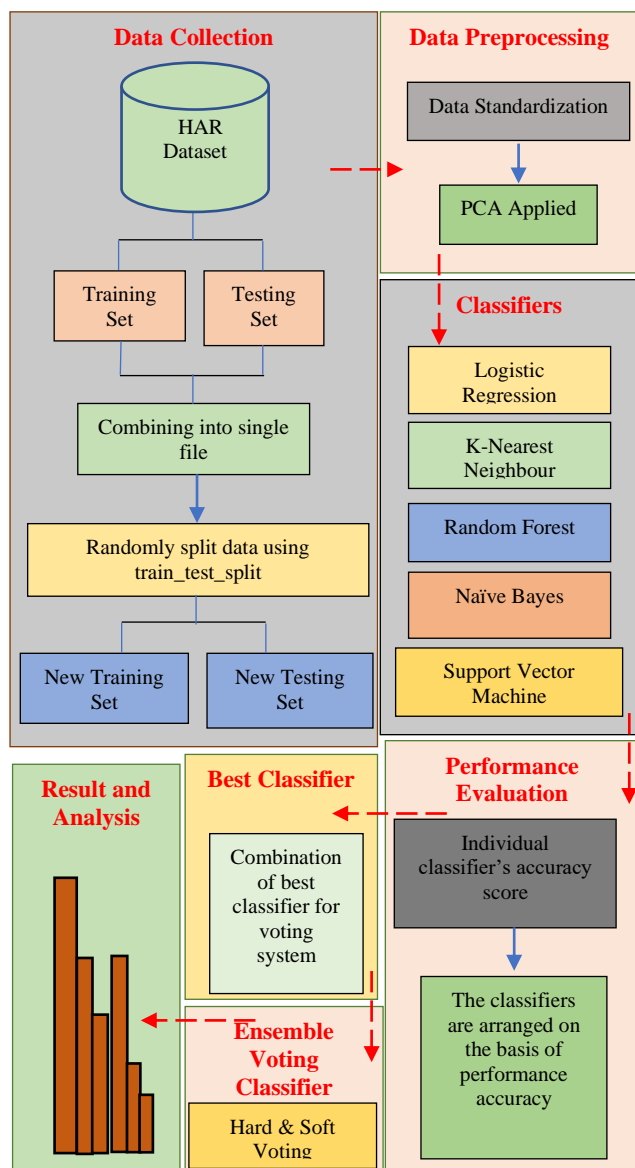 Data Collection
HAR
Dataset
Training
Set
Testing
Set
Combining into single
file
Randomly split data using
train_test_split
New Training
Set
New Testing
Set
Data Preprocessing
Data Standardization
PCA Applied
Classifiers
Logistic
Regression
K-Nearest
Neighbour
Random Forest
Naïve Bayes
Support Vector
Machine
Performance
Evaluation
Individual
classifier's accuracy
score
The classifiers
are arranged on
the basis of
performance
accuracy
Best Classifier
Combination
of best
classifier for
voting
system
Ensemble
Voting
Classifier
Hard & Soft
Voting
Result and
Analysis